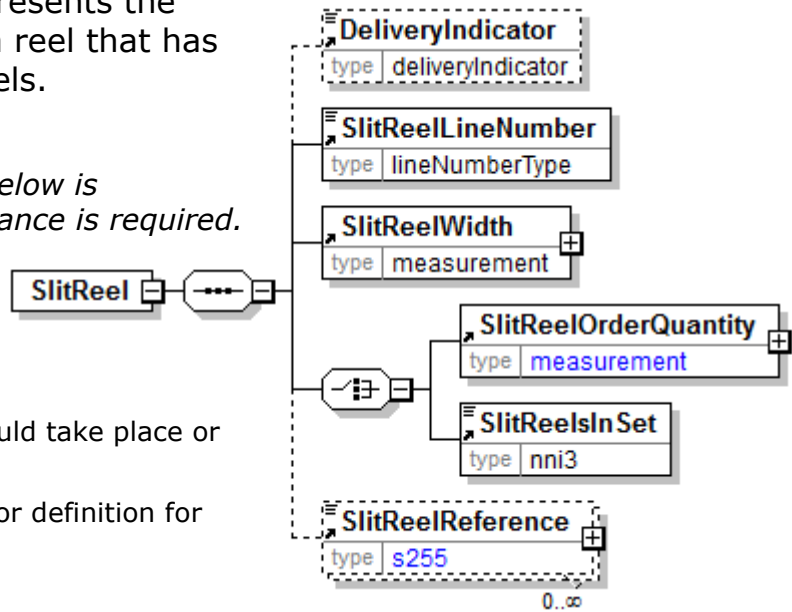 resents the
reel that has
els.
elow is
ance is required.
uld take place or
or definition for
SlitReel
DeliveryIndicator
type deliveryIndicator
SlitReelLineNumber
type lineNumberType
SlitReelWidth
type measurement
SlitReelOrderQuantity
type measurement
SlitReelsInSet
type nni3
SlitReelReference
type s255
0..∞